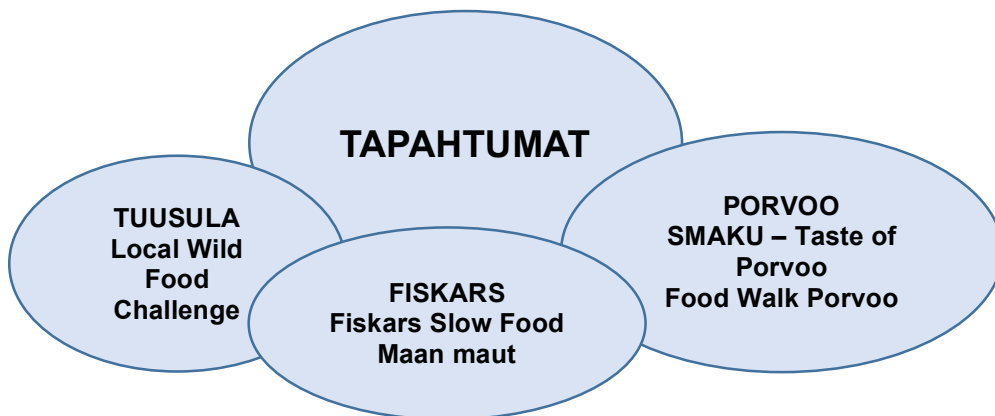 TAPAHTUMAT
TUUSULA
Local Wild
Food
Challenge
FISKARS
Fiskars Slow Food
Maan maut
PORVOO
SMAKU – Taste of
Porvoo
Food Walk Porvoo